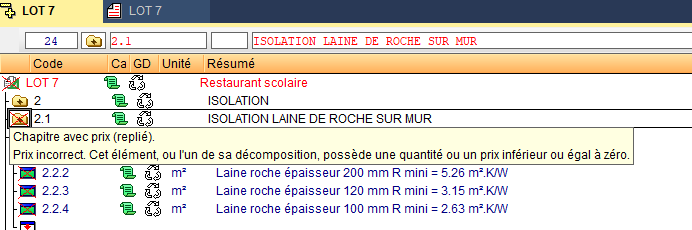 LOT 7 LOT 7
24 2.1 ISOLATION LAINE DE ROCHE SUR MUR
Code Ca GD Unité Résumé
LOT 7 Restaurant scolaire
2 ISOLATION
2.1 ISOLATION LAINE DE ROCHE SUR MUR
Chapitre avec prix (replié).
Prix incorrect. Cet élément, ou l'un de sa décomposition, possède une quantité ou un prix inférieur ou égal à zéro.
2.2.2 m² Laine roche épaisseur 200 mm R mini = 5.26 m².K/W
2.2.3 m² Laine roche épaisseur 120 mm R mini = 3.15 m².K/W
2.2.4 m² Laine roche épaisseur 100 mm R mini = 2.63 m².K/W